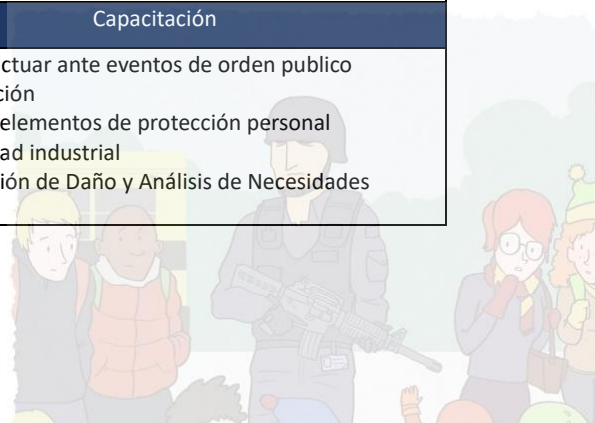 Capacitación
ctuar ante eventos de orden publico
ción
elementos de protección personal
ad industrial
ión de Daño y Análisis de Necesidades